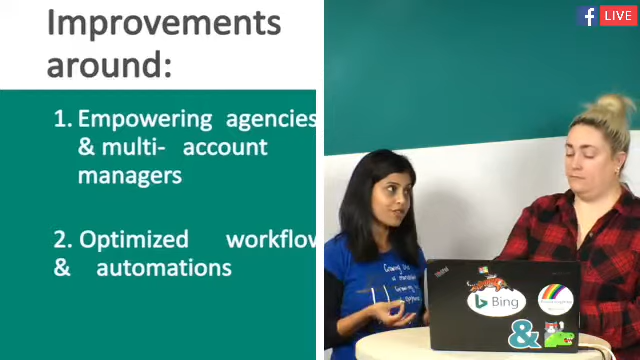 Improvements
around:
1. Empowering agencies
& multi- account
managers
2. Optimized workflow
& automations
f LIVE
Bing
&